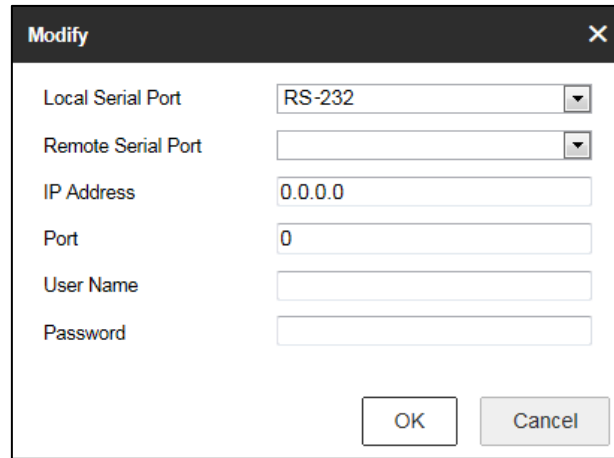 Modify
Local Serial Port RS-232
Remote Serial Port
IP Address 0.0.0.0
Port 0
User Name
Password
OK Cancel